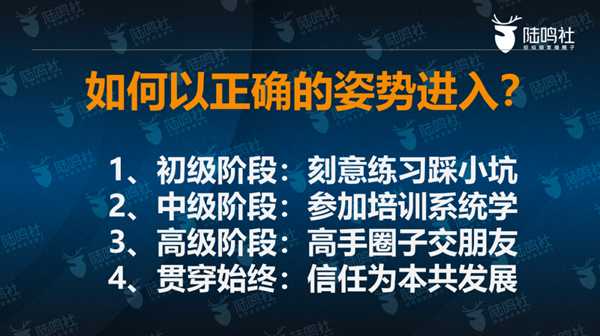 陆鸣社
如何以正确的姿势进入？
1、初级阶段：刻意练习踩小坑
2、中级阶段：参加培训系统学
3、高级阶段：高手圈子交朋友
4、贯穿始终：信任为本共发展